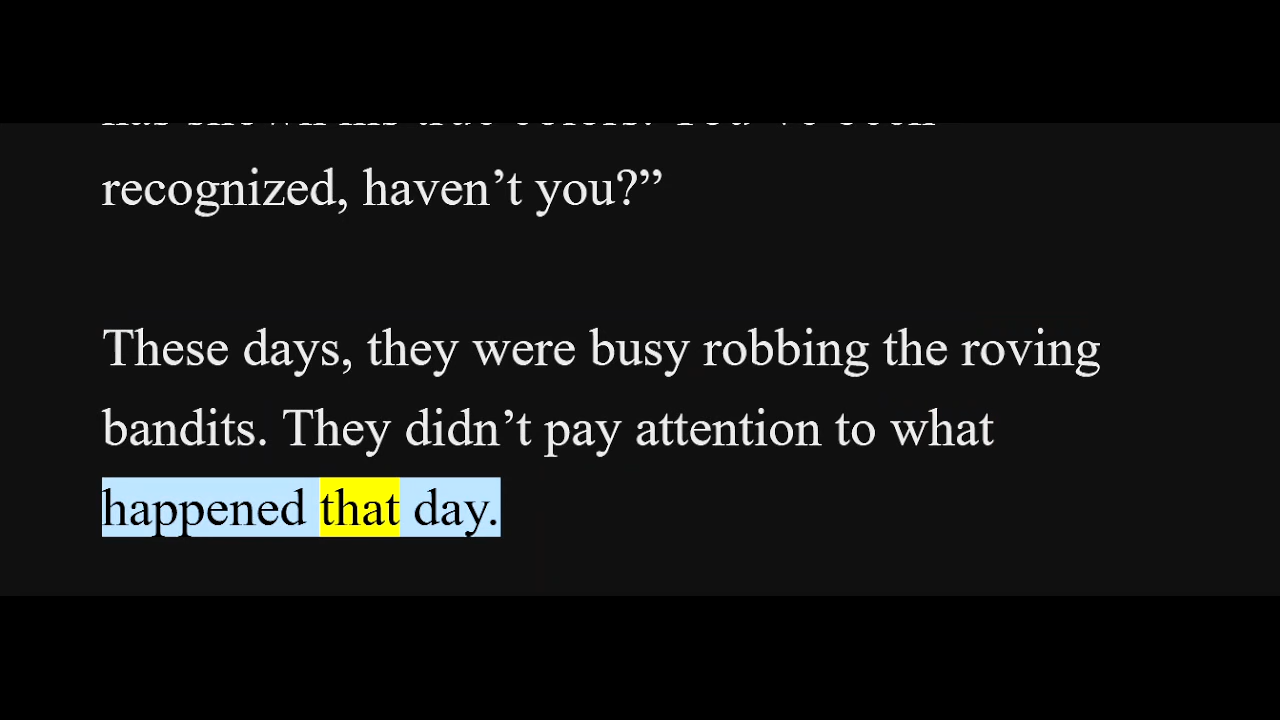 recognized, haven’t you?”
These days, they were busy robbing the roving
bandits. They didn’t pay attention to what
happened that day.